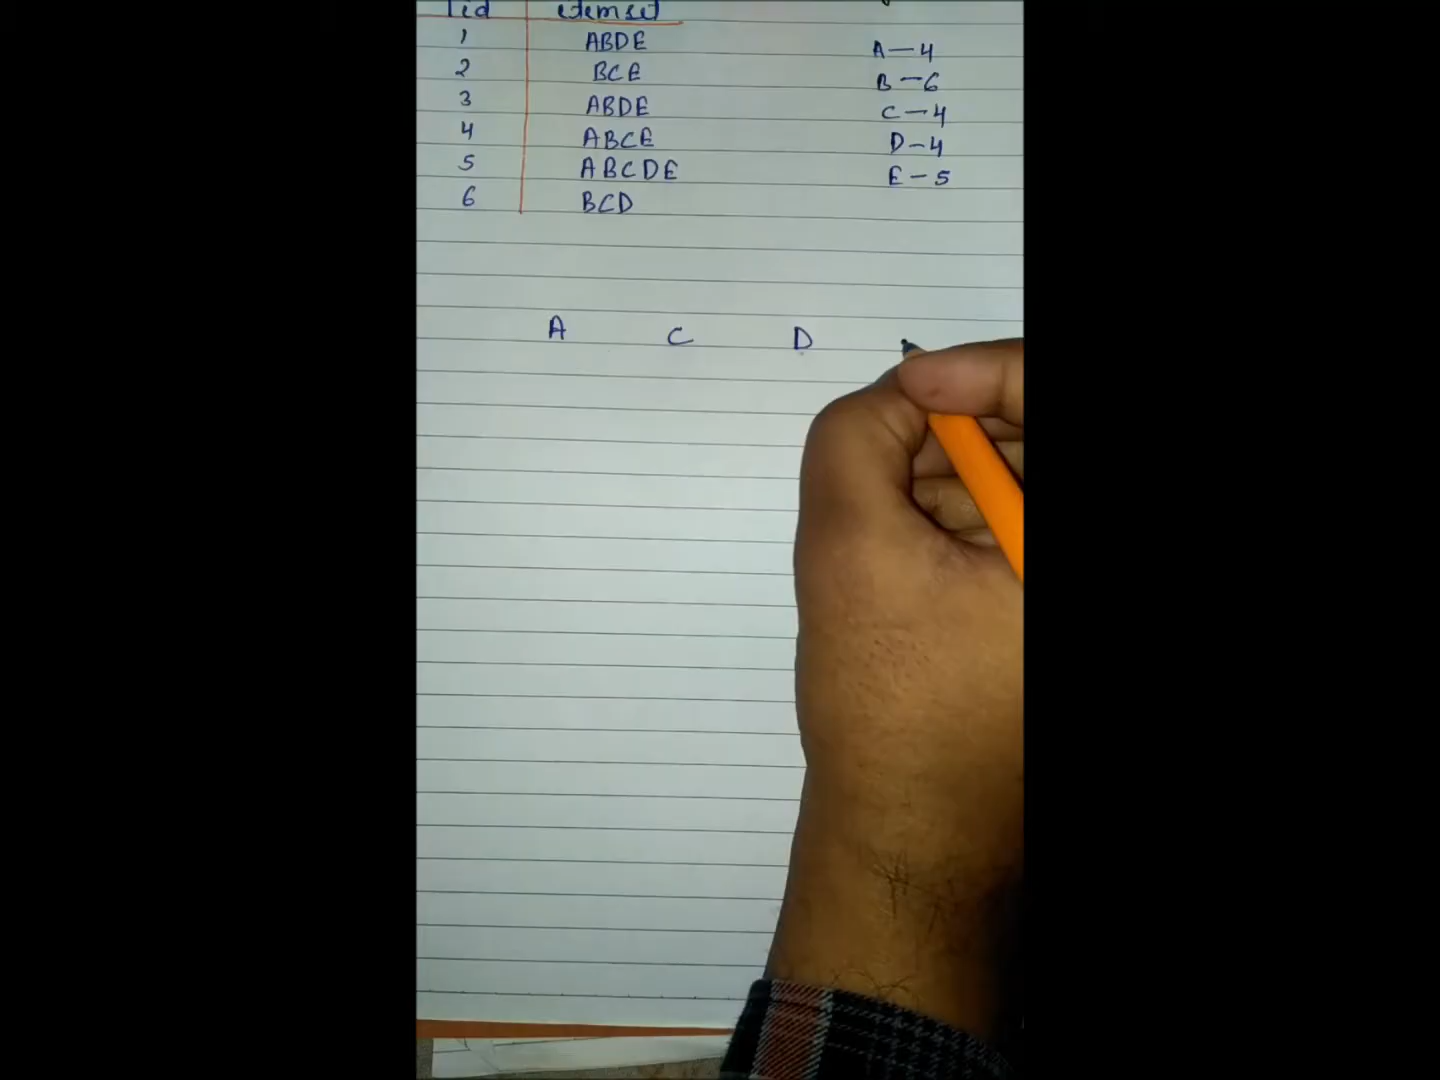 Tid itemset
1 ABDE
2 BCE
3 ABDE
4 ABCE
5 ABCDE
6 BCD
A — 4
B — 6
C — 4
D — 4
E — 5
A C D